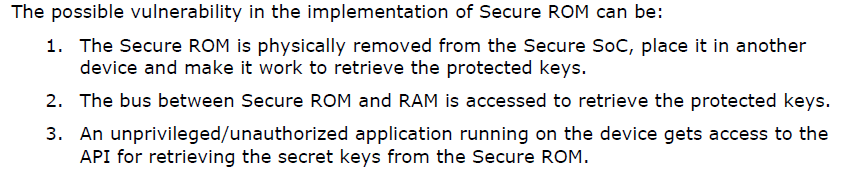 The possible vulnerability in the implementation of Secure ROM can be:
1. The Secure ROM is physically removed from the Secure SoC, place it in another
device and make it work to retrieve the protected keys.
2. The bus between Secure ROM and RAM is accessed to retrieve the protected keys.
3. An unprivileged/unauthorized application running on the device gets access to the
API for retrieving the secret keys from the Secure ROM.